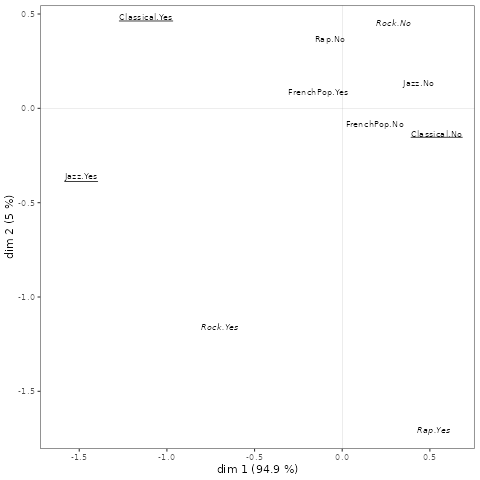 0.5
Classical.Yes
Rock.No
Rap.No
Jazz.No
FrenchPop.Yes
0.0
FrenchPop.No
Classical.No
Jazz.Yes
dim 2 (5 %)
-0.5
-1.0
Rock.Yes
-1.5
Rap.Yes
-1.5 -1.0 -0.5 0.0 0.5
dim 1 (94.9 %)